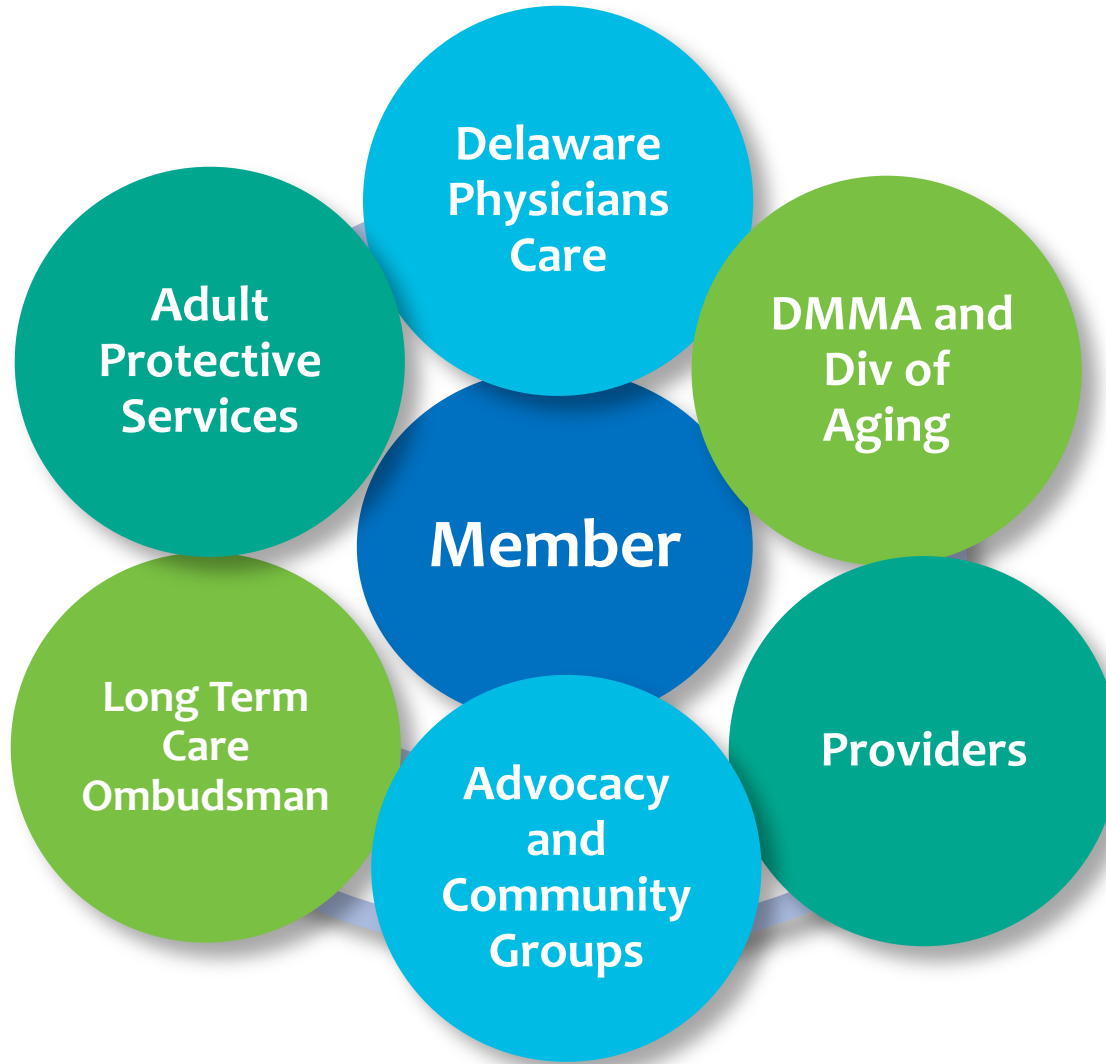 Delaware
Physicians
Care
DMMA and
Div of
Aging
Providers
Advocacy
and
Community
Groups
Long Term
Care
Ombudsman
Adult
Protective
Services
Member